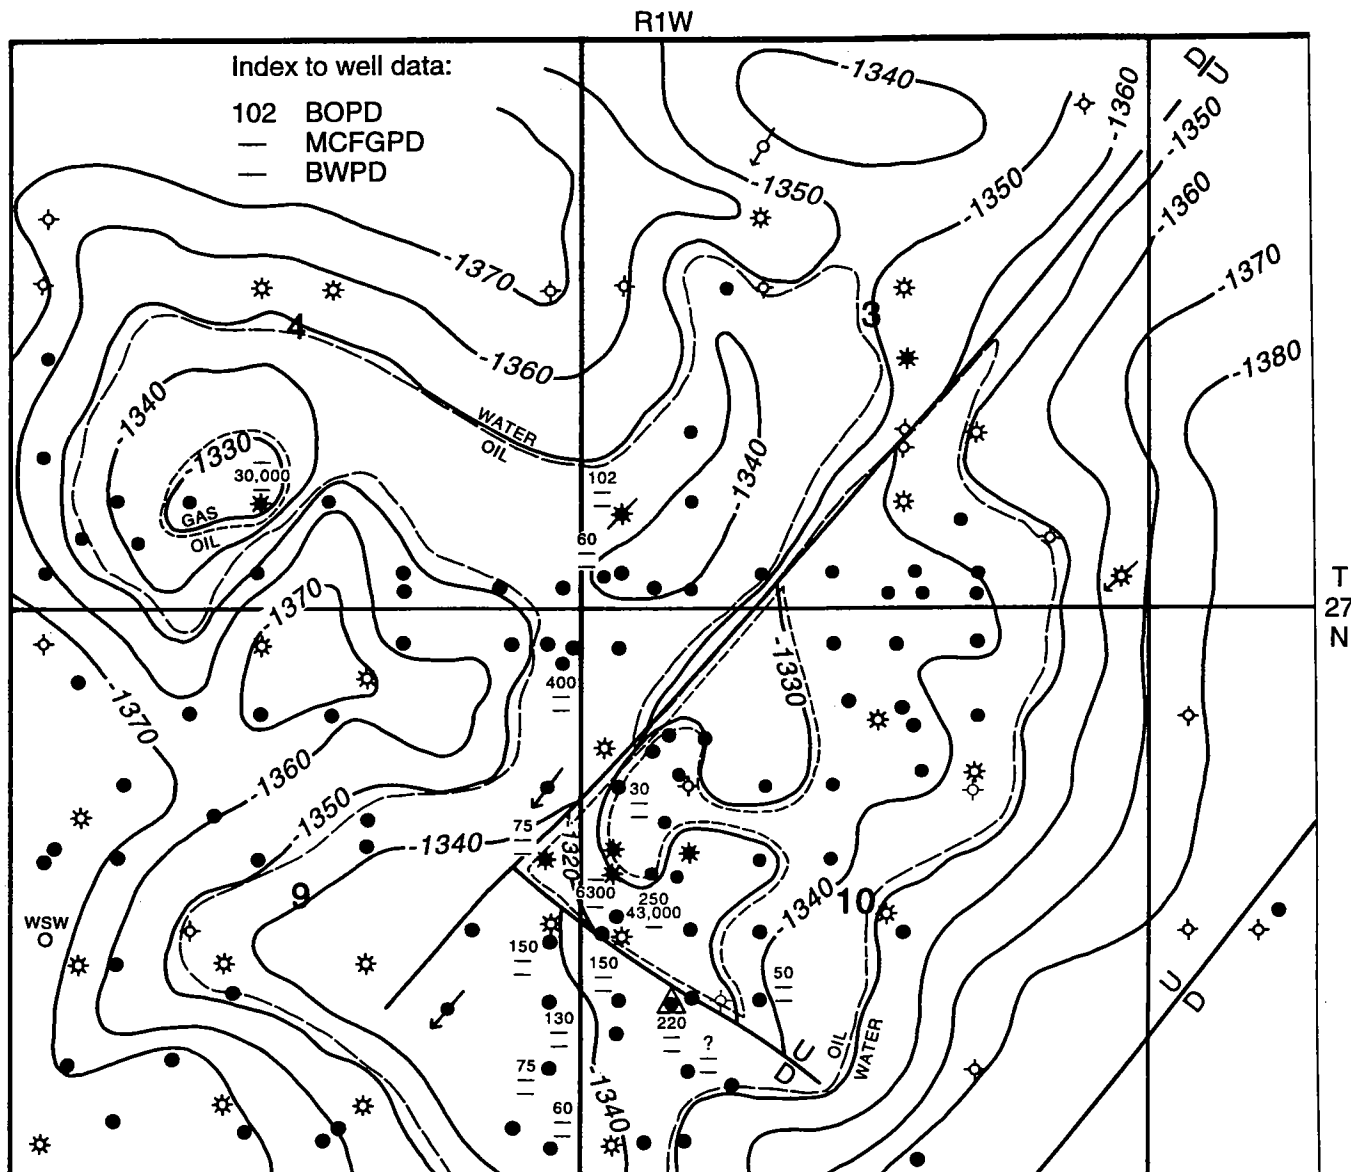 R1W
Index to well data:
102 BOPD
— MCFGPD
— BWPD
D
U
-1340
-1360
-1350
-1350
-1350
-1360
-1370
-1370
-1380
4
3
-1360
WATER
OIL
-1340
-1330
30,000
GAS
OIL
102
-1340
60
T
27
N
-1370
-1330
400
-1370
-1360
-1350
30
75
-1340
-1320
6300
250
43,000
-1340
10
9
WSW
150
150
50
U
D
130
220
?
U
D
OIL
WATER
75
-1340
60